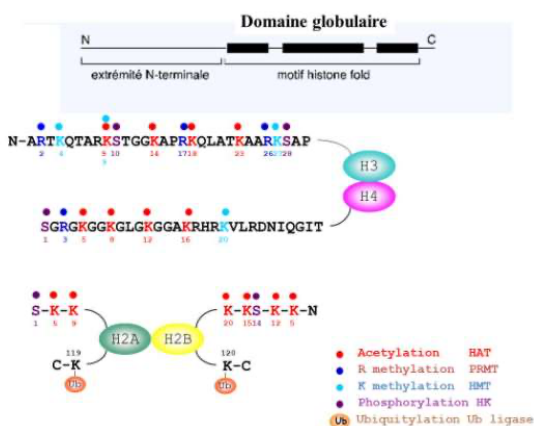 Domaine globulaire
N C
extrémité N-terminale motif histone fold
N-ARTKQTARKSTGGKAPRKQLATKAARKSAP
2 4 9 10 14 17 18 23 26 27 28
H3
H4
SGRGKGGKGLGKGGAKRHRKVLRDNIQGIT
1 3 5 8 12 16 20
S-K-K K-KS-K-K-N
1 5 9 20 15 14 12 5
H2A H2B
119 120
C-K K-C
Ub Ub
Acetylation HAT
R methylation PRMT
K methylation HMT
Phosphorylation HK
Ub Ubiquitylation Ub ligase